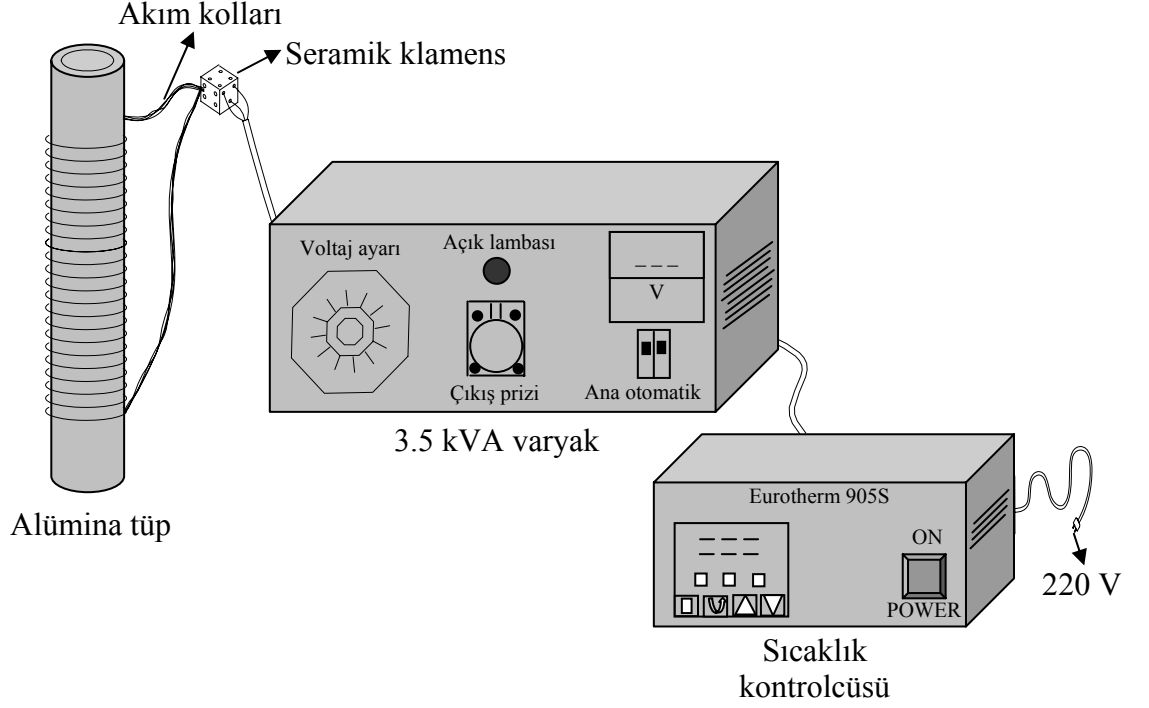 Akım kolları
Seramik klamens
Voltaj ayarı
Açık lambası
V
Çıkış prizi
Ana otomatik
3.5 kVA varyak
Alümina tüp
Eurotherm 905S
ON
POWER
220 V
Sıcaklık
kontrolcüsü